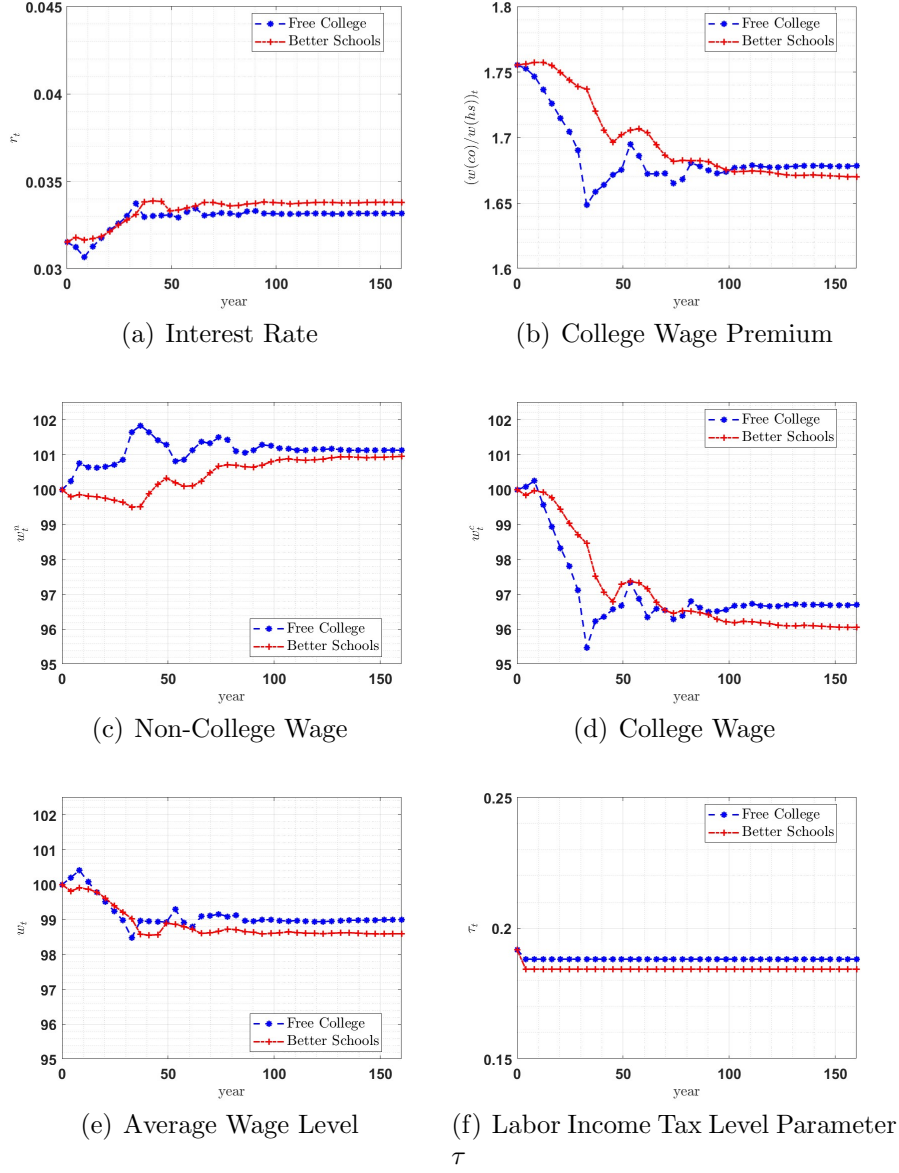 0.045
0.04
0.035
0.03
r_t
0 50 100 150
year
Free College
Better Schools
(a) Interest Rate
1.8
1.75
1.7
1.65
1.6
(w(co)/w(hs))_t
0 50 100 150
year
Free College
Better Schools
(b) College Wage Premium
102
101
100
99
98
97
96
95
w_t^n
0 50 100 150
year
Free College
Better Schools
(c) Non-College Wage
102
101
100
99
98
97
96
95
w_t^c
0 50 100 150
year
Free College
Better Schools
(d) College Wage
102
101
100
99
98
97
96
95
w_t
0 50 100 150
year
Free College
Better Schools
(e) Average Wage Level
0.25
0.2
0.15
τ_t
0 50 100 150
year
Free College
Better Schools
(f) Labor Income Tax Level Parameter
τ